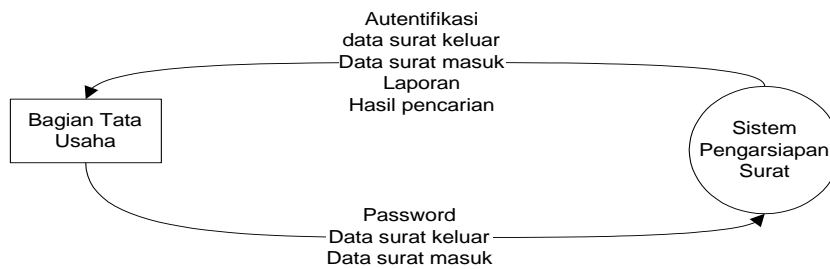 Autentifikasi
data surat keluar
Data surat masuk
Laporan
Hasil pencarian
Bagian Tata
Usaha
Sistem
Pengarsiapan
Surat
Password
Data surat keluar
Data surat masuk